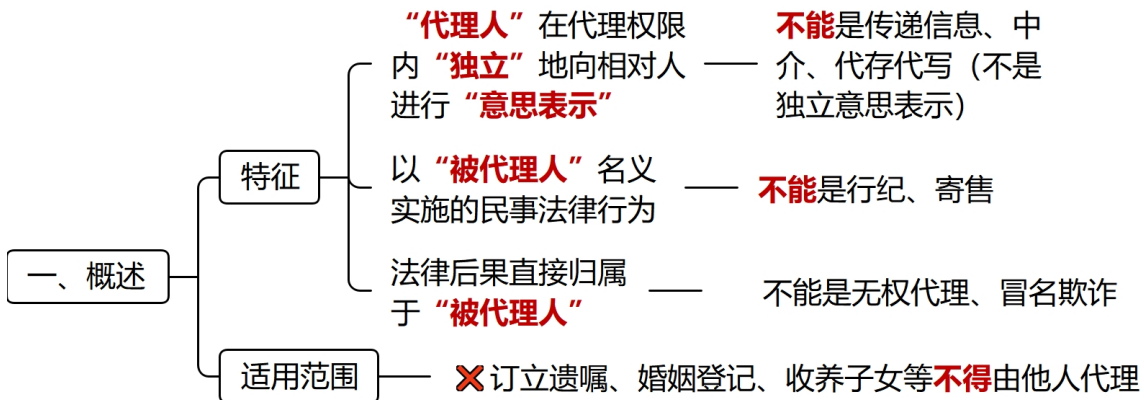 一、概述
特征
“代理人”在代理权限
内“独立”地向相对人
进行“意思表示”
不能是传递信息、中
介、代存代写（不是
独立意思表示）
以“被代理人”名义
实施的民事法律行为
不能是行纪、寄售
法律后果直接归属
于“被代理人”
不能是无权代理、冒名欺诈
适用范围
❌订立遗嘱、婚姻登记、收养子女等不得由他人代理